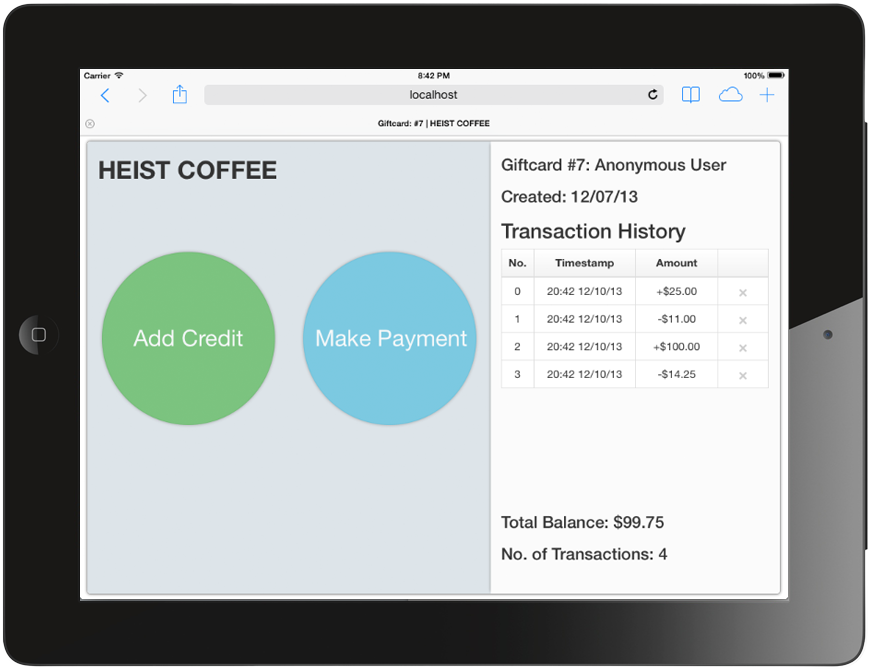 Carrier 8:42 PM 100%
localhost
Giftcard: #7 | HEIST COFFEE
HEIST COFFEE
Add Credit
Make Payment
Giftcard #7: Anonymous User
Created: 12/07/13
Transaction History
No. Timestamp Amount
0 20:42 12/10/13 +$25.00
1 20:42 12/10/13 -$11.00
2 20:42 12/10/13 +$100.00
3 20:42 12/10/13 -$14.25
Total Balance: $99.75
No. of Transactions: 4